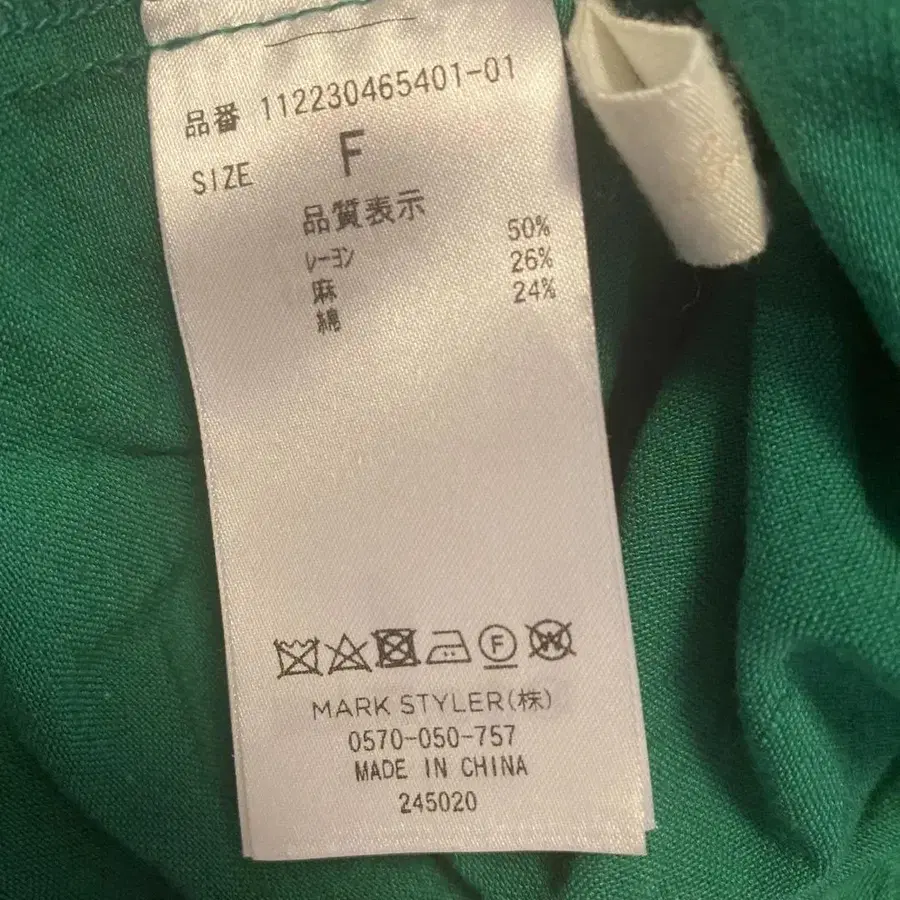 品番 112230465401-01
SIZE F
品質表示
レーヨン 50%
麻 26%
綿 24%
F W
MARK STYLER(株)
0570-050-757
MADE IN CHINA
245020